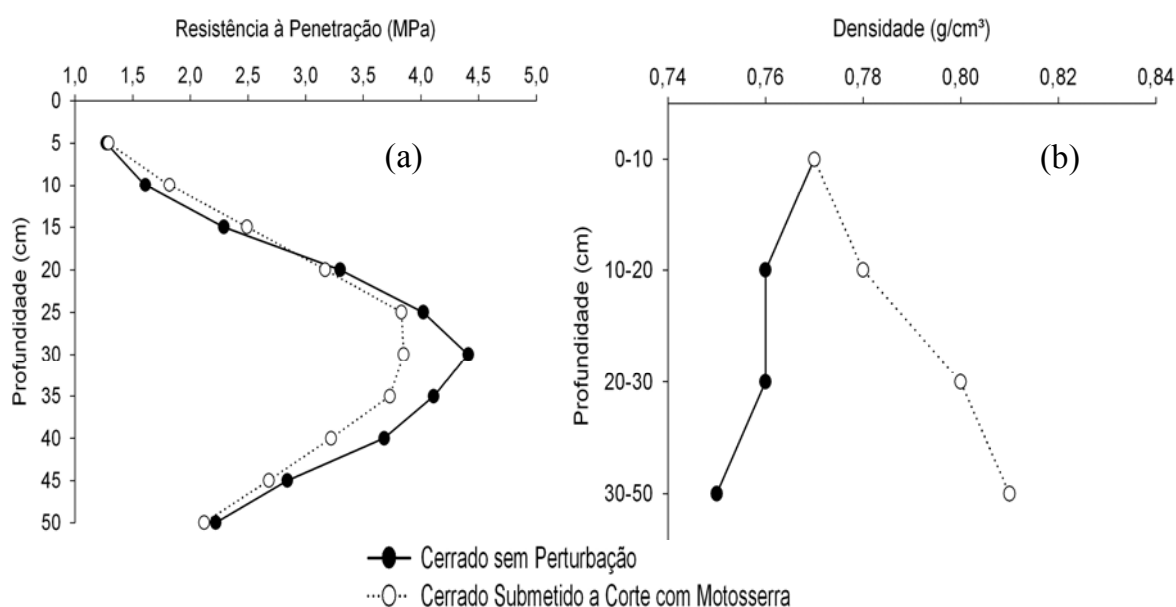 Resistência à Penetração (MPa)
1,0 1,5 2,0 2,5 3,0 3,5 4,0 4,5 5,0
0
5
10
15
20
25
30
35
40
45
50
Profundidade (cm)
(a)
Densidade (g/cm³)
0,74 0,76 0,78 0,80 0,82 0,84
0-10
10-20
20-30
30-50
Profundidade (cm)
(b)
Cerrado sem Perturbação
Cerrado Submetido a Corte com Motosserra